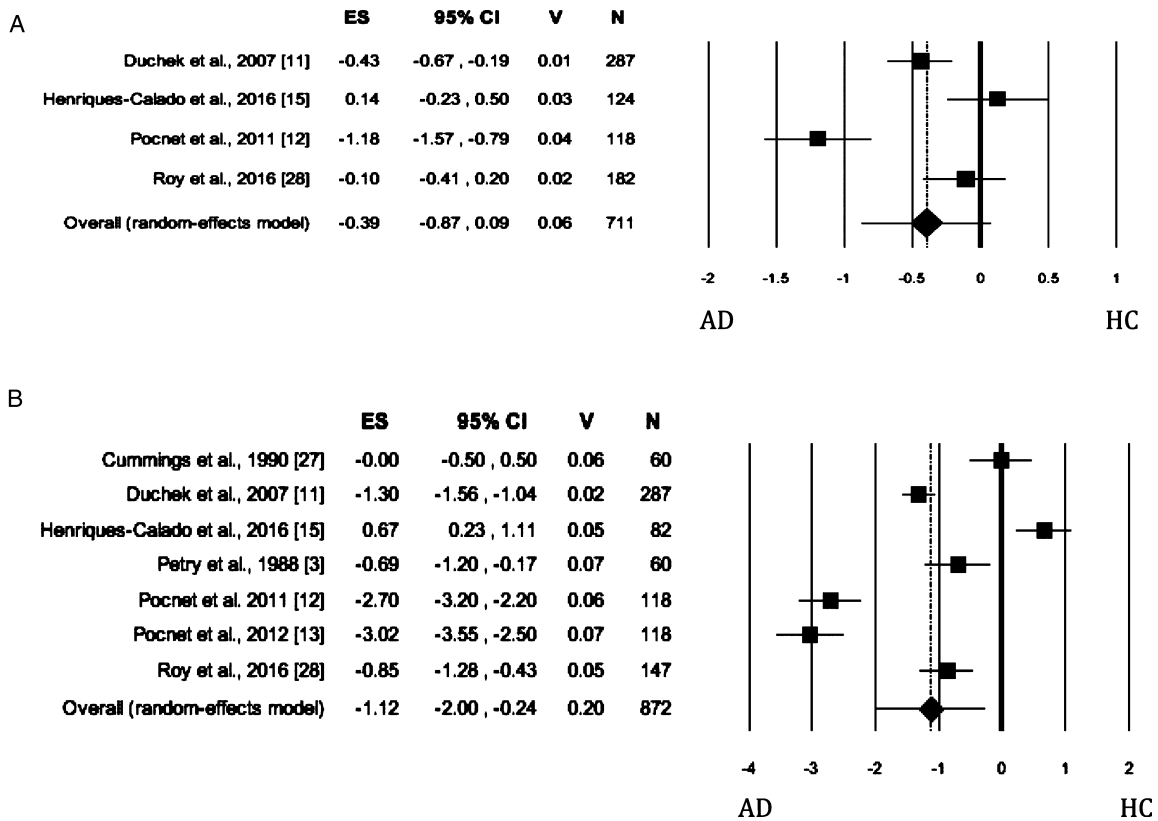 A
ES 95% CI V N
Duchek et al., 2007 [11] -0.43 -0.67 , -0.19 0.01 287
Henriques-Calado et al., 2016 [15] 0.14 -0.23 , 0.50 0.03 124
Pocnet et al., 2011 [12] -1.18 -1.57 , -0.79 0.04 118
Roy et al., 2016 [28] -0.10 -0.41 , 0.20 0.02 182
Overall (random-effects model) -0.39 -0.87 , 0.09 0.06 711
-2 -1.5 -1 -0.5 0 0.5 1
AD HC
B
ES 95% CI V N
Cummings et al., 1990 [27] -0.00 -0.50 , 0.50 0.06 60
Duchek et al., 2007 [11] -1.30 -1.56 , -1.04 0.02 287
Henriques-Calado et al., 2016 [15] 0.67 0.23 , 1.11 0.05 82
Petry et al., 1988 [3] -0.69 -1.20 , -0.17 0.07 60
Pocnet et al. 2011 [12] -2.70 -3.20 , -2.20 0.06 118
Pocnet et al., 2012 [13] -3.02 -3.55 , -2.50 0.07 118
Roy et al., 2016 [28] -0.85 -1.28 , -0.43 0.05 147
Overall (random-effects model) -1.12 -2.00 , -0.24 0.20 872
-4 -3 -2 -1 0 1 2
AD HC